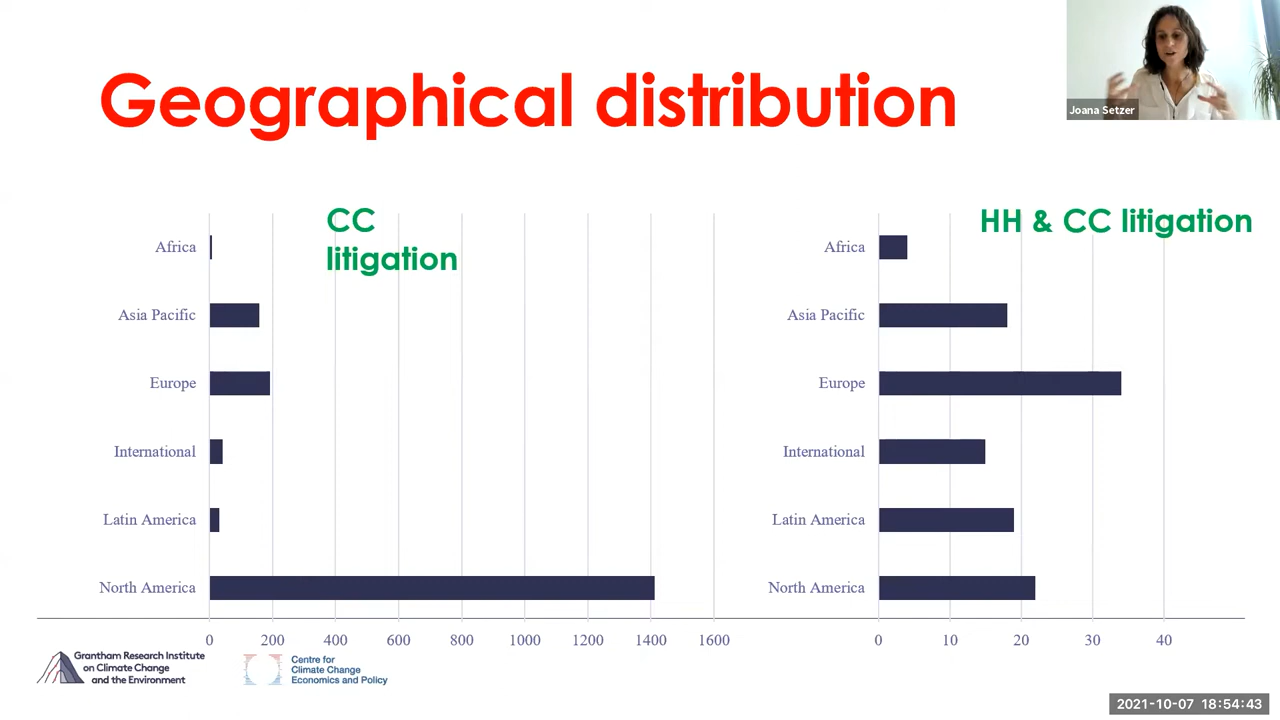 Geographical distribution
Joana Setzer
CC
litigation
Africa
Asia Pacific
Europe
International
Latin America
North America
0 200 400 600 800 1000 1200 1400 1600
HH & CC litigation
Africa
Asia Pacific
Europe
International
Latin America
North America
0 10 20 30 40
Grantham Research Institute
on Climate Change
and the Environment
Centre for
Climate Change
Economics and Policy
2021-10-07 18:54:43